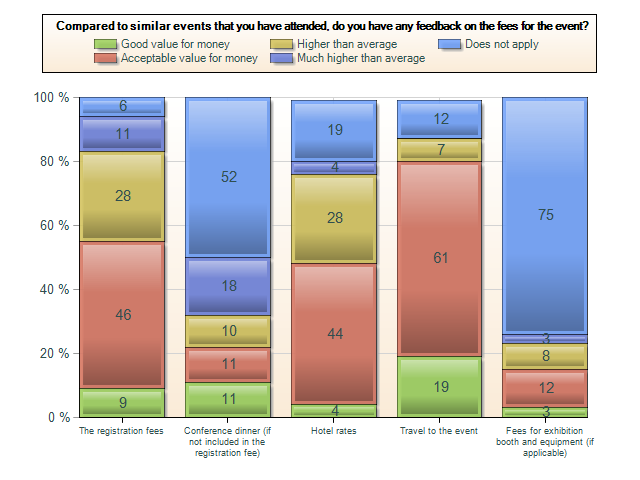 Compared to similar events that you have attended, do you have any feedback on the fees for the event?
Good value for money Higher than average Does not apply
Acceptable value for money Much higher than average
100 %
80 %
60 %
40 %
20 %
0 %
6
11
28
46
9
52
18
10
11
11
19
4
28
44
4
12
7
61
19
75
3
8
12
3
The registration fees
Conference dinner (if
not included in the
registration fee)
Hotel rates
Travel to the event
Fees for exhibition
booth and equipment (if
applicable)